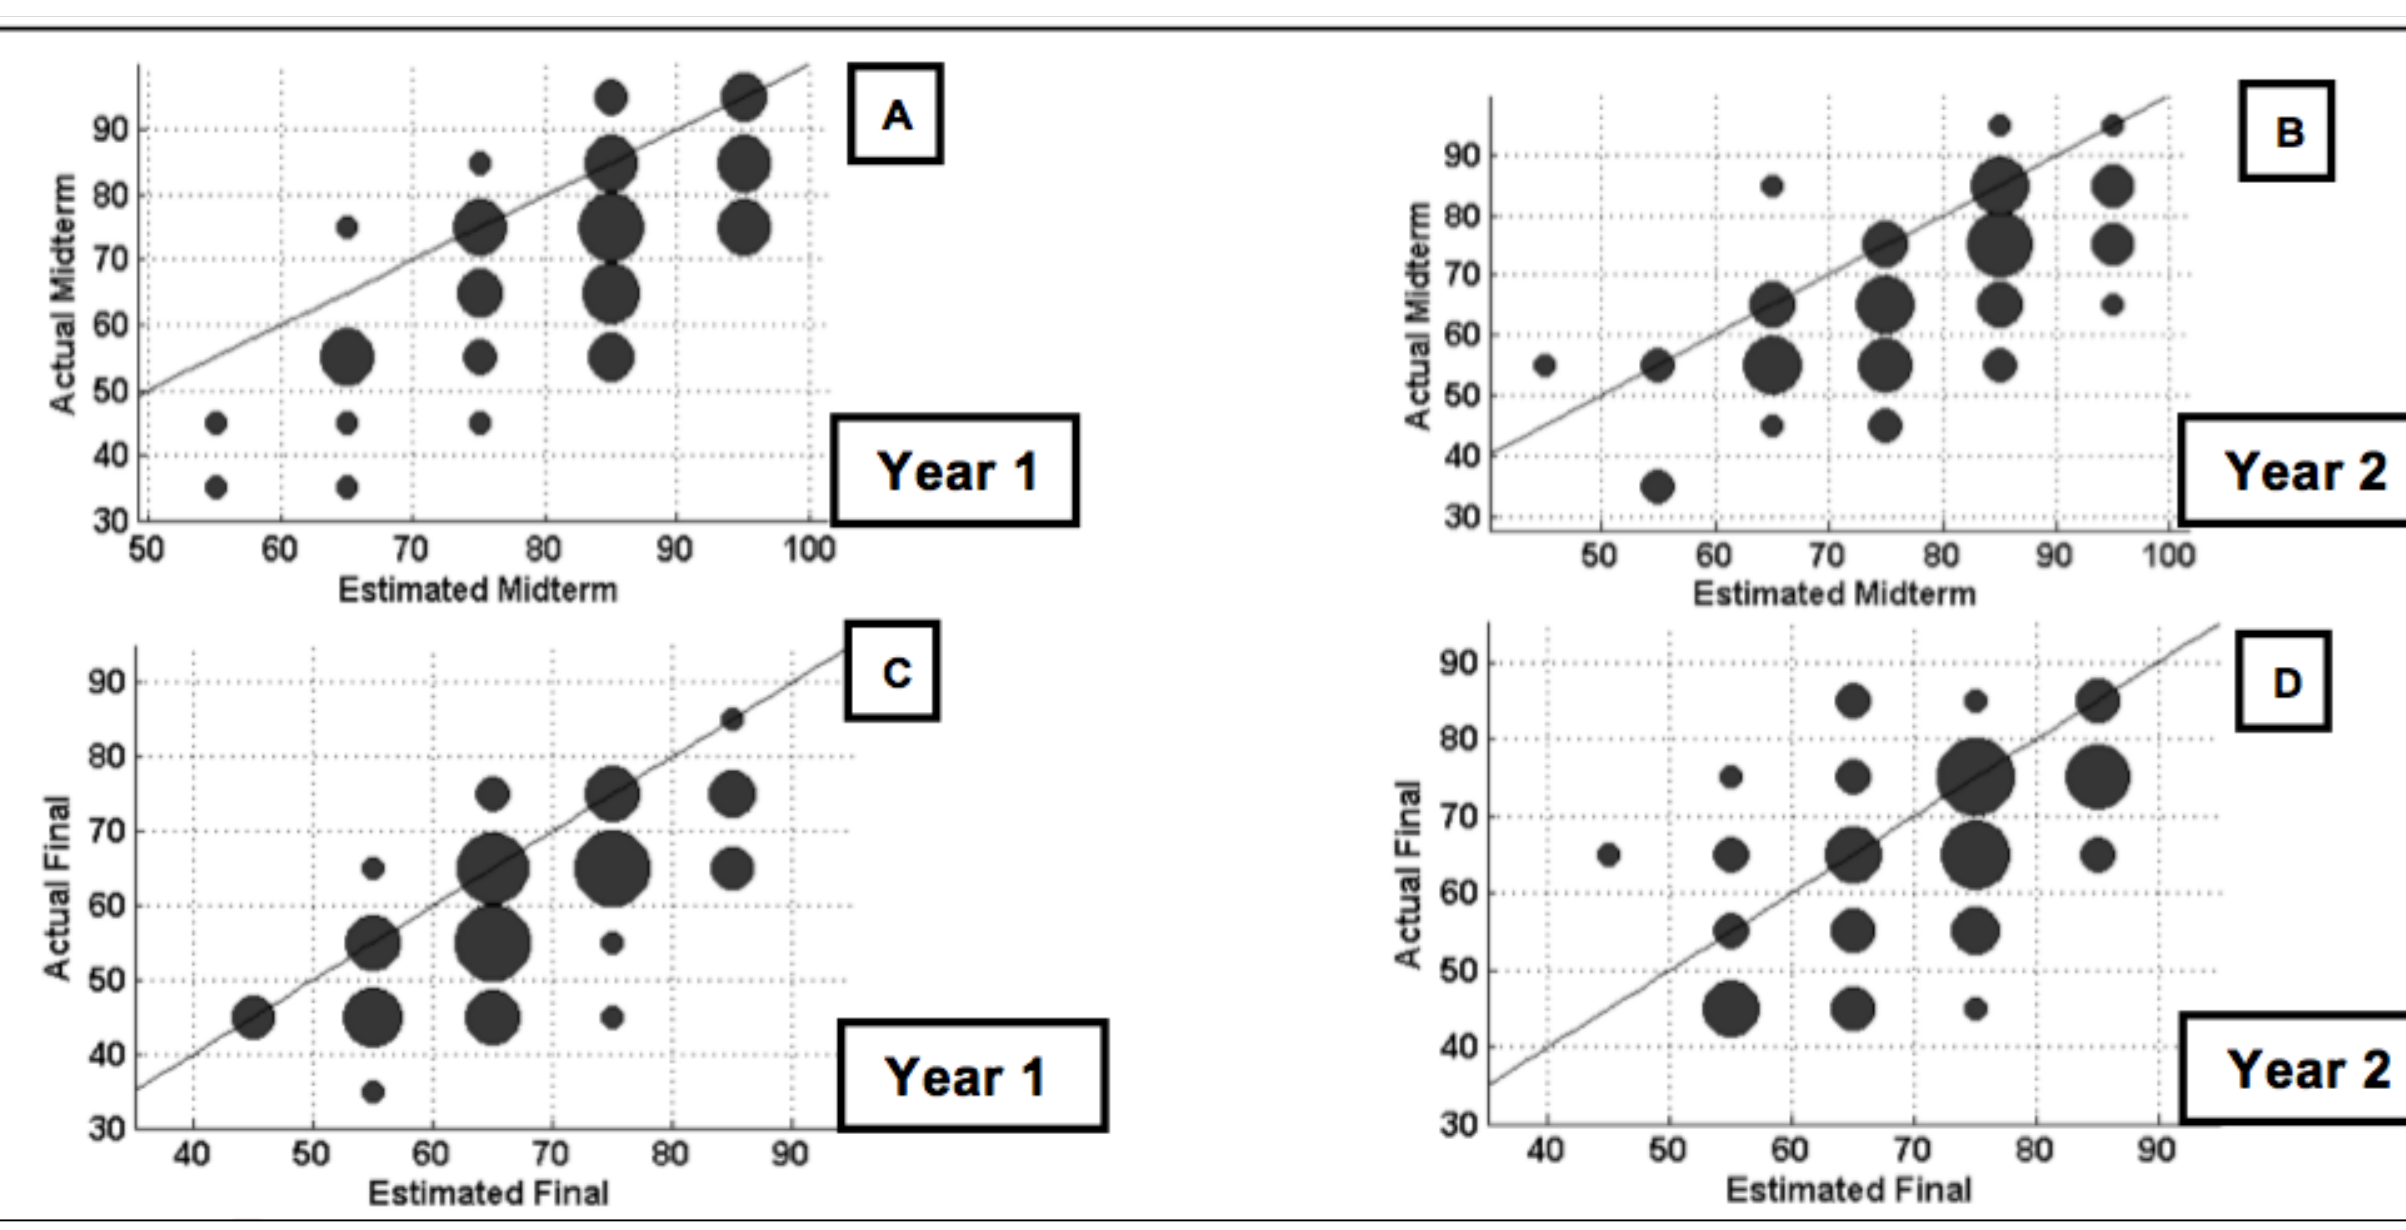 A
90
80
70
60
50
40
30
50 60 70 80 90 100
Actual Midterm
Estimated Midterm
Year 1
B
90
80
70
60
50
40
30
50 60 70 80 90 100
Actual Midterm
Estimated Midterm
Year 2
C
90
80
70
60
50
40
30
40 50 60 70 80 90
Actual Final
Estimated Final
Year 1
D
90
80
70
60
50
40
30
40 50 60 70 80 90
Actual Final
Estimated Final
Year 2